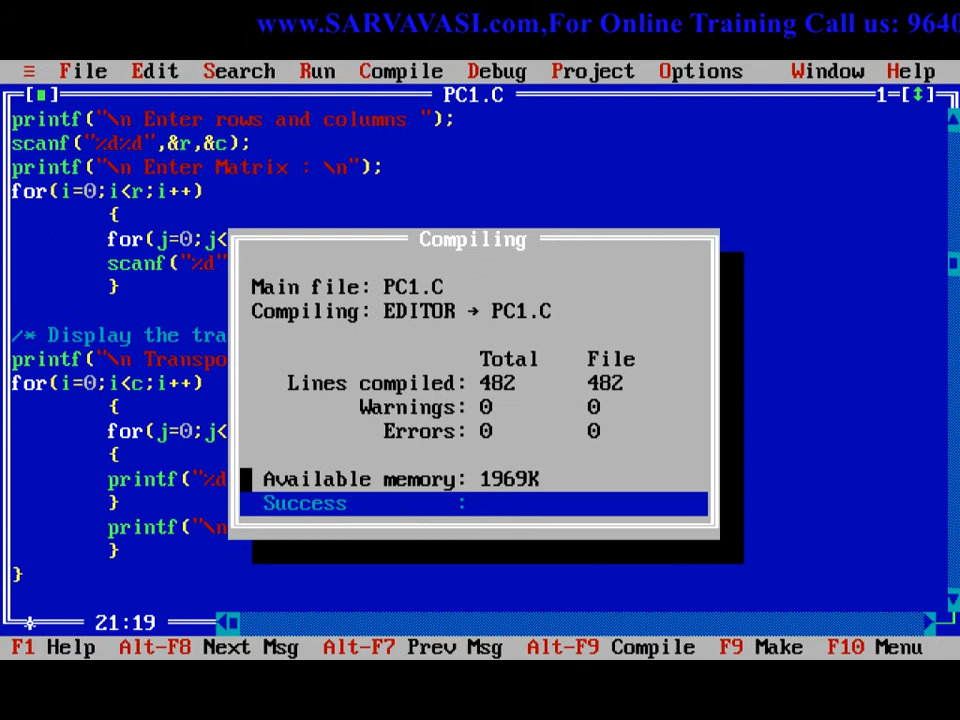 www.SARVAVASI.com,For Online Training Call us: 9640
≡ File Edit Search Run Compile Debug Project Options Window Help
[■] PC1.C 1=[↕]
printf("\n Enter rows and columns ");
scanf("%d%d",&r,&c);
printf("\n Enter Matrix : \n");
for(i=0;i<r;i++)
{
for(j=0;j<
scanf("%d"
}
/* Display the tra
printf("\n Transpo
for(i=0;i<c;i++)
{
for(j=0;j<
{
printf("%d
}
printf("\n
}
}
Compiling
Main file: PC1.C
Compiling: EDITOR → PC1.C
Total File
Lines compiled: 482 482
Warnings: 0 0
Errors: 0 0
Available memory: 1969K
Success :
21:19
F1 Help Alt-F8 Next Msg Alt-F7 Prev Msg Alt-F9 Compile F9 Make F10 Menu